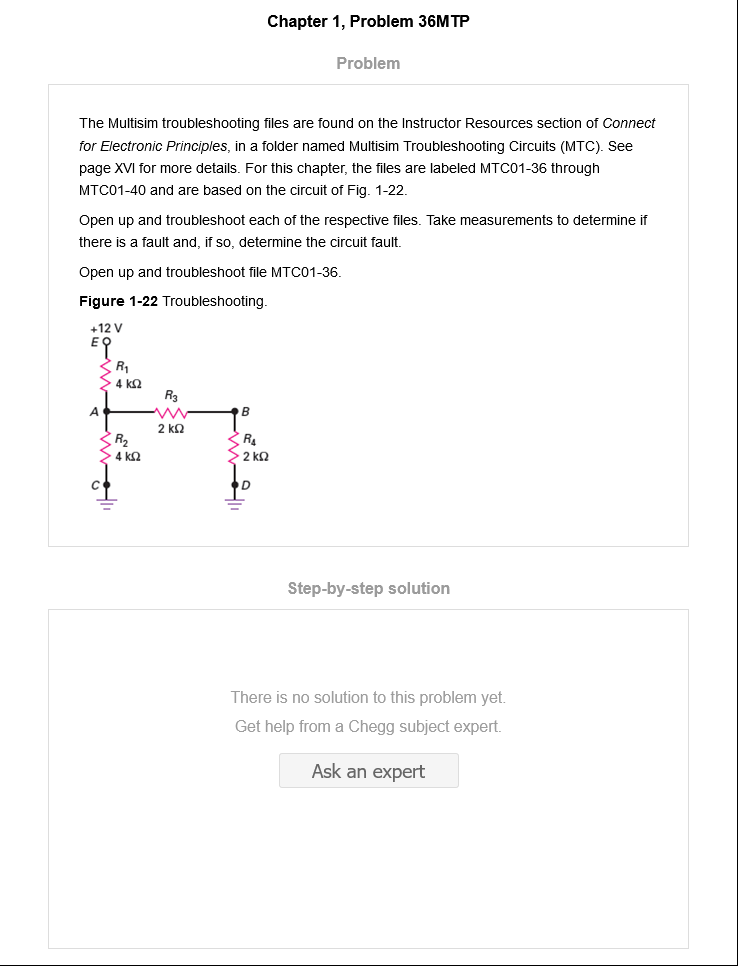 Chapter 1, Problem 36MTP
Problem
The Multisim troubleshooting files are found on the Instructor Resources section of Connect
for Electronic Principles, in a folder named Multisim Troubleshooting Circuits (MTC). See
page XVI for more details. For this chapter, the files are labeled MTC01-36 through
MTC01-40 and are based on the circuit of Fig. 1-22.
Open up and troubleshoot each of the respective files. Take measurements to determine if
there is a fault and, if so, determine the circuit fault.
Open up and troubleshoot file MTC01-36.
Figure 1-22 Troubleshooting.
+12 V
E
R1
4 kΩ
R3
A
B
2 kΩ
R2
4 kΩ
R4
2 kΩ
C
D
Step-by-step solution
There is no solution to this problem yet.
Get help from a Chegg subject expert.
Ask an expert